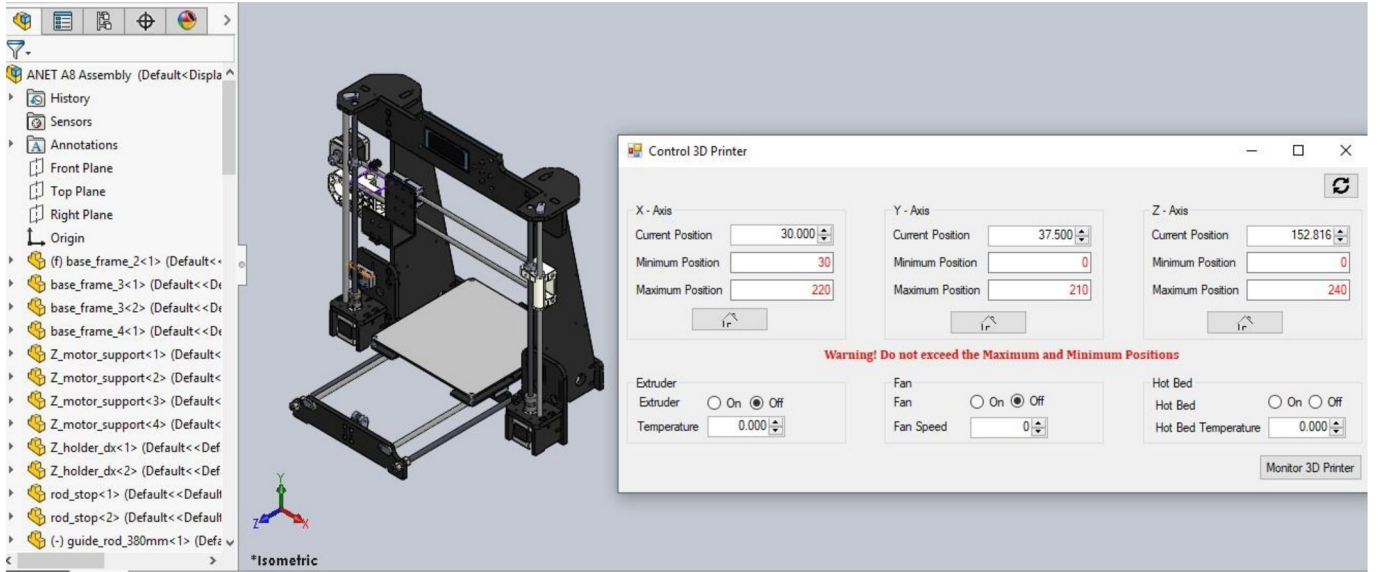 ANET A8 Assembly (Default<Displa
History
Sensors
Annotations
Front Plane
Top Plane
Right Plane
Origin
(f) base_frame_2<1> (Default<
base_frame_3<1> (Default<<De
base_frame_3<2> (Default<<De
base_frame_4<1> (Default<<De
Z_motor_support<1> (Default<
Z_motor_support<2> (Default<
Z_motor_support<3> (Default<
Z_motor_support<4> (Default<
Z_holder_dx<1> (Default<<Def
Z_holder_dx<2> (Default<<Def
rod_stop<1> (Default<<Default
rod_stop<2> (Default<<Default
(-) guide_rod_380mm<1> (Defa
Y
Z
X
*Isometric
Control 3D Printer
X - Axis
Current Position 30.000
Minimum Position 30
Maximum Position 220
Y - Axis
Current Position 37.500
Minimum Position 0
Maximum Position 210
Z - Axis
Current Position 152.816
Minimum Position 0
Maximum Position 240
Warning! Do not exceed the Maximum and Minimum Positions
Extruder
Extruder On Off
Temperature 0.000
Fan
Fan On Off
Fan Speed 0
Hot Bed
Hot Bed On Off
Hot Bed Temperature 0.000
Monitor 3D Printer